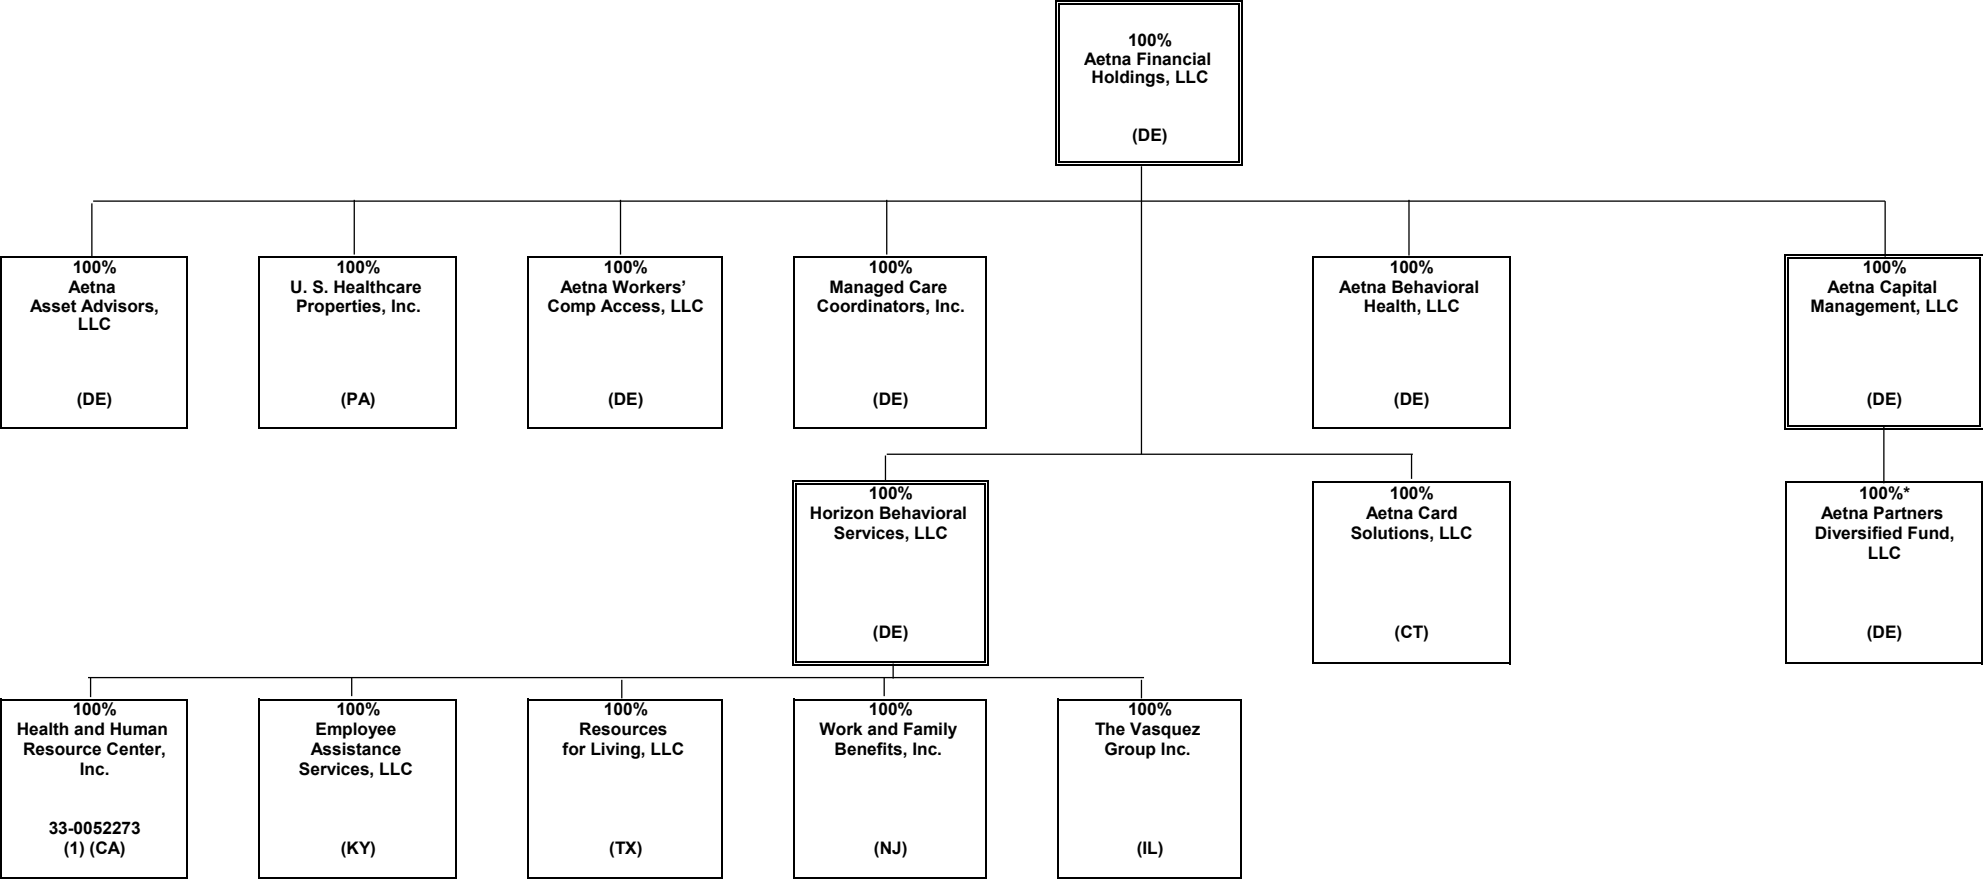 100%
Aetna Financial
Holdings, LLC
(DE)
100%
Aetna
Asset Advisors,
LLC
(DE)
100%
U. S. Healthcare
Properties, Inc.
(PA)
100%
Aetna Workers’
Comp Access, LLC
(DE)
100%
Managed Care
Coordinators, Inc.
(DE)
100%
Aetna Behavioral
Health, LLC
(DE)
100%
Aetna Capital
Management, LLC
(DE)
100%
Horizon Behavioral
Services, LLC
(DE)
100%
Aetna Card
Solutions, LLC
(CT)
100%*
Aetna Partners
Diversified Fund,
LLC
(DE)
100%
Health and Human
Resource Center,
Inc.
33-0052273
(1) (CA)
100%
Employee
Assistance
Services, LLC
(KY)
100%
Resources
for Living, LLC
(TX)
100%
Work and Family
Benefits, Inc.
(NJ)
100%
The Vasquez
Group Inc.
(IL)